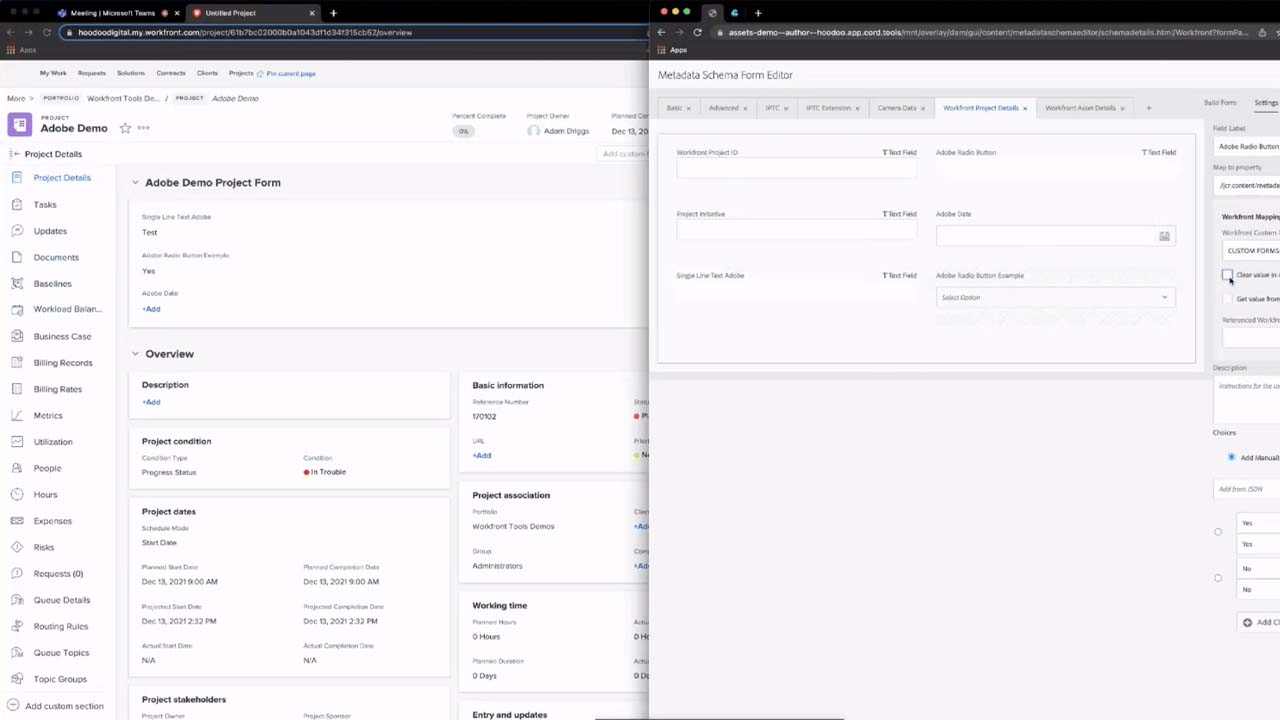 Meeting | Microsoft Teams
Untitled Project
hoodoodigital.my.workfront.com/project/61b7bc02000b0a1043df1d34f315cb52/overview
Apps
My Work Requests Solutions Contracts Clients Projects Pin current page
More > PORTFOLIO Workfront Tools De... / PROJECT Adobe Demo
PROJECT
Adobe Demo
Percent Complete
0%
Project Owner
Adam Driggs
Planned Co
Dec 13, 20
Project Details
Add custom
Project Details
Tasks
Updates
Documents
Baselines
Workload Balan...
Business Case
Billing Records
Billing Rates
Metrics
Utilization
People
Hours
Expenses
Risks
Requests (0)
Queue Details
Routing Rules
Queue Topics
Topic Groups
Add custom section
Adobe Demo Project Form
Single Line Text Adobe
Test
Adobe Radio Button Example
Yes
Adobe Date
+Add
Overview
Description
+Add
Project condition
Condition Type
Progress Status
Condition
In Trouble
Project dates
Schedule Mode
Start Date
Planned Start Date
Dec 13, 2021 9:00 AM
Planned Completion Date
Dec 13, 2021 9:00 AM
Projected Start Date
Dec 13, 2021 2:32 PM
Projected Completion Date
Dec 13, 2021 2:32 PM
Actual Start Date
N/A
Actual Completion Date
N/A
Project stakeholders
Project Owner
Project Sponsor
Basic information
Reference Number
170102
Statu
URL
+Add
Project association
Portfolio
Workfront Tools Demos
Clien
+Add
Group
Administrators
Com
+Add
Working time
Planned Hours
0 Hours
Actu
0 Ho
Planned Duration
0 Days
Actu
0 Da
Entry and updates
assets-demo--author--hoodoo.app.cord.tools/mnt/overlay/dam/gui/content/metadataschemaeditor/schemadetails.html/Workfront?formPa...
Apps
Metadata Schema Form Editor
Basic Advanced IPTC IPTC Extension Camera Data Workfront Project Details Workfront Asset Details
Workfront Project ID
Text Field
Adobe Radio Button
Text Field
Project Initiative
Text Field
Adobe Date
Single Line Text Adobe
Text Field
Adobe Radio Button Example
Select Option
Build Form Settings
Field Label
Adobe Radio Button
Map to property
./jcr:content/metada
Workfront Mapping
Workfront Custom
CUSTOM FORMS
Clear value in
Get value from
Referenced Workfro
Description
instructions for the us
Choices
Add Manuall
Add from JSON
Yes
Yes
No
No
Add Ch